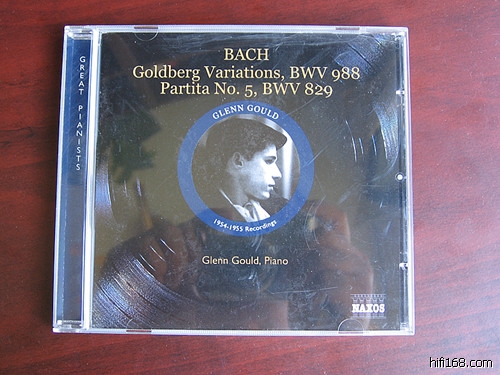 BACH
Goldberg Variations, BWV 988
Partita No. 5, BWV 829
GREAT PIANISTS
GLENN GOULD
1954-1955 Recordings
Glenn Gould, Piano
NAXOS
hifi168.com